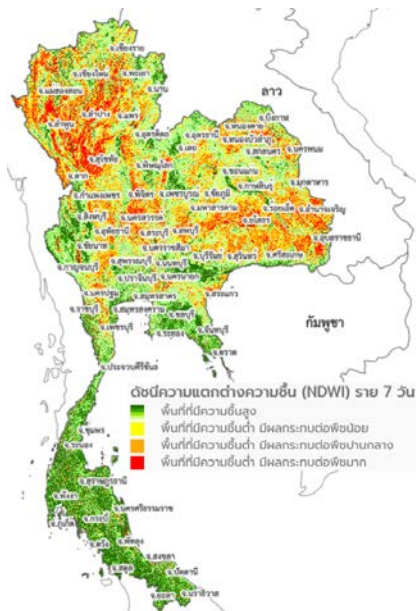 จ.เชียงราย
จ.เชียงใหม่
จ.พะเยา
จ.แม่ฮ่องสอน
จ.น่าน
ลาว
จ.ลำปาง
จ.แพร่
จ.ลำพูน
จ.บึงกาฬ
จ.อุตรดิตถ์
จ.อุดรธานี
จ.หนองคาย
จ.เลย
จ.หนองบัวลำภู
จ.นครพนม
จ.สุโขทัย
จ.สกลนคร
จ.ตาก
จ.พิษณุโลก
จ.ขอนแก่น
จ.มุกดาหาร
จ.กำแพงเพชร
จ.พิจิตร
จ.เพชรบูรณ์
จ.ชัยภูมิ
จ.กาฬสินธุ์
จ.สิงห์บุรี
จ.นครสวรรค์
จ.มหาสารคาม
จ.ร้อยเอ็ด
จ.อำนาจเจริญ
จ.ยโสธร
จ.อุทัยธานี
จ.สระบุรี
จ.ลพบุรี
จ.อุบลราชธานี
จ.ชัยนาท
จ.นครราชสีมา
จ.บุรีรัมย์
จ.สุรินทร์
จ.ศรีสะเกษ
จ.สุพรรณบุรี
จ.นนทบุรี
จ.กาญจนบุรี
จ.ปราจีนบุรี
จ.นครนายก
จ.นครปฐม
จ.สมุทรสาคร
จ.สระแก้ว
จ.ราชบุรี
จ.สมุทรสงคราม
จ.ชลบุรี
กัมพูชา
จ.เพชรบุรี
จ.ระยอง
จ.จันทบุรี
จ.ตราด
จ.ประจวบคีรีขันธ์
ดัชนีความแตกต่างความชื้น (NDWI) ราย 7 วัน
พื้นที่ที่มีความชื้นสูง
พื้นที่ที่มีความชื้นต่ำ มีผลกระทบต่อพืชน้อย
พื้นที่ที่มีความชื้นต่ำ มีผลกระทบต่อพืชปานกลาง
พื้นที่ที่มีความชื้นต่ำ มีผลกระทบต่อพืชมาก
จ.ชุมพร
จ.ระนอง
จ.สุราษฎร์ธานี
จ.พังงา
จ.นครศรีธรรมราช
จ.ภูเก็ต
จ.กระบี่
จ.ตรัง
จ.พัทลุง
จ.สงขลา
จ.สตูล
จ.ปัตตานี
จ.ยะลา
จ.นราธิวาส